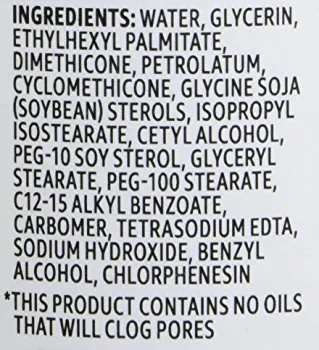 INGREDIENTS: WATER, GLYCERIN,
ETHYLHEXYL PALMITATE,
DIMETHICONE, PETROLATUM,
CYCLOMETHICONE, GLYCINE SOJA
(SOYBEAN) STEROLS, ISOPROPYL
ISOSTEARATE, CETYL ALCOHOL,
PEG-10 SOY STEROL, GLYCERYL
STEARATE, PEG-100 STEARATE,
C12-15 ALKYL BENZOATE,
CARBOMER, TETRASODIUM EDTA,
SODIUM HYDROXIDE, BENZYL
ALCOHOL, CHLORPHENESIN
*THIS PRODUCT CONTAINS NO OILS
THAT WILL CLOG PORES